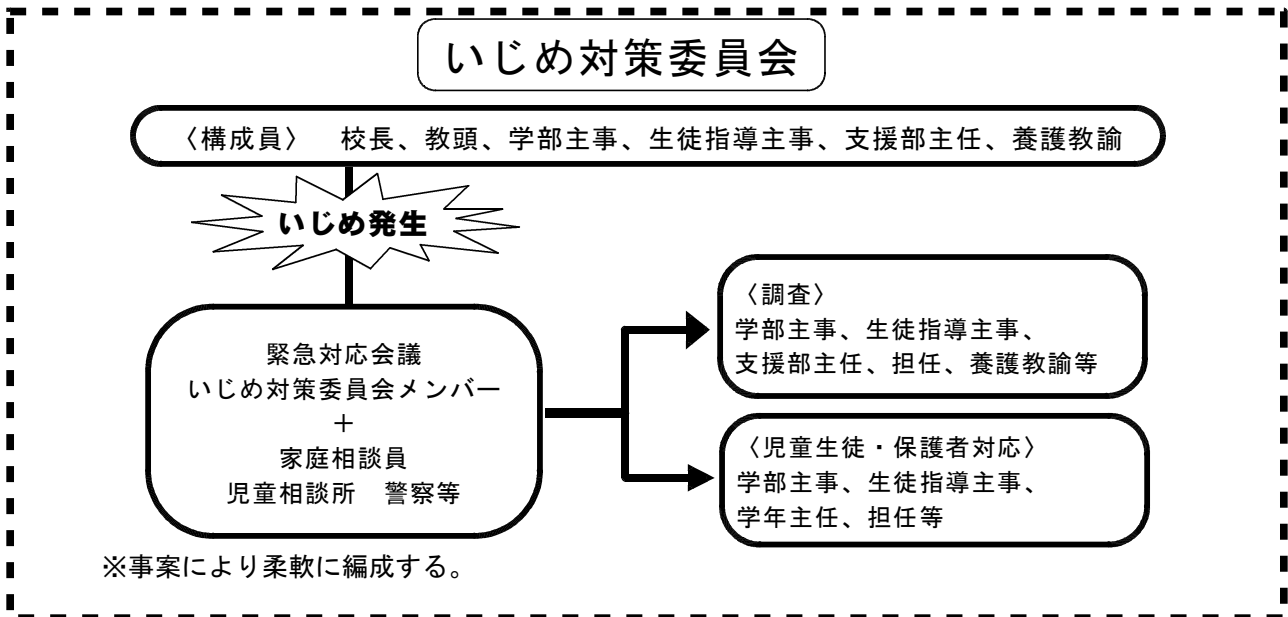 いじめ対策委員会
〈構成員〉　校長、教頭、学部主事、生徒指導主事、支援部主任、養護教諭
いじめ発生
緊急対応会議
いじめ対策委員会メンバー
＋
家庭相談員
児童相談所　警察等
〈調査〉
学部主事、生徒指導主事、
支援部主任、担任、養護教諭等
〈児童生徒・保護者対応〉
学部主事、生徒指導主事、
学年主任、担任等
※事案により柔軟に編成する。